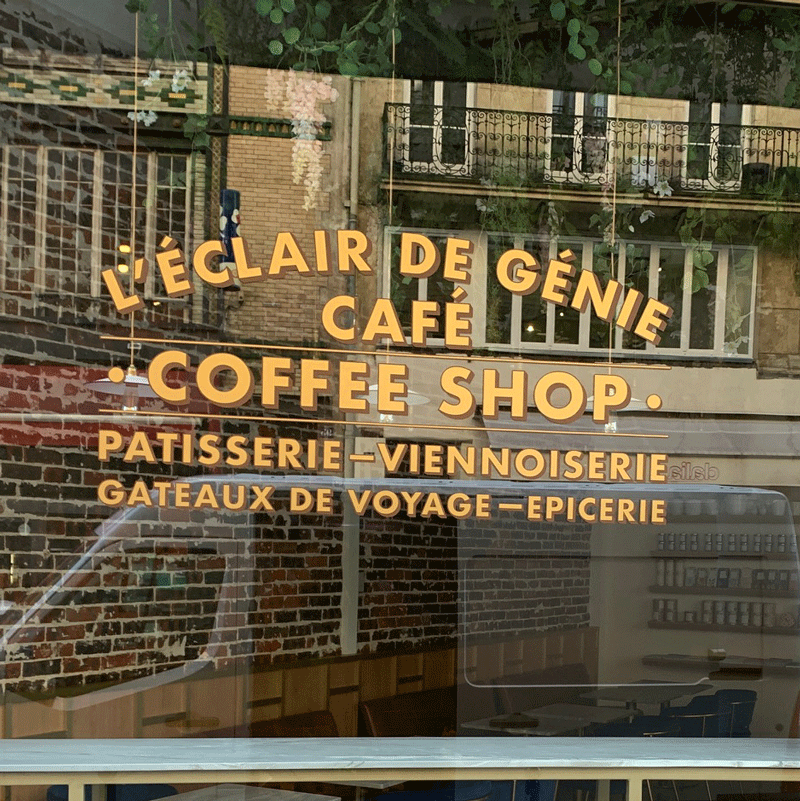 L'ÉCLAIR DE GÉNIE
CAFÉ
•COFFEE SHOP•
PATISSERIE–VIENNOISERIE
GATEAUX DE VOYAGE–EPICERIE